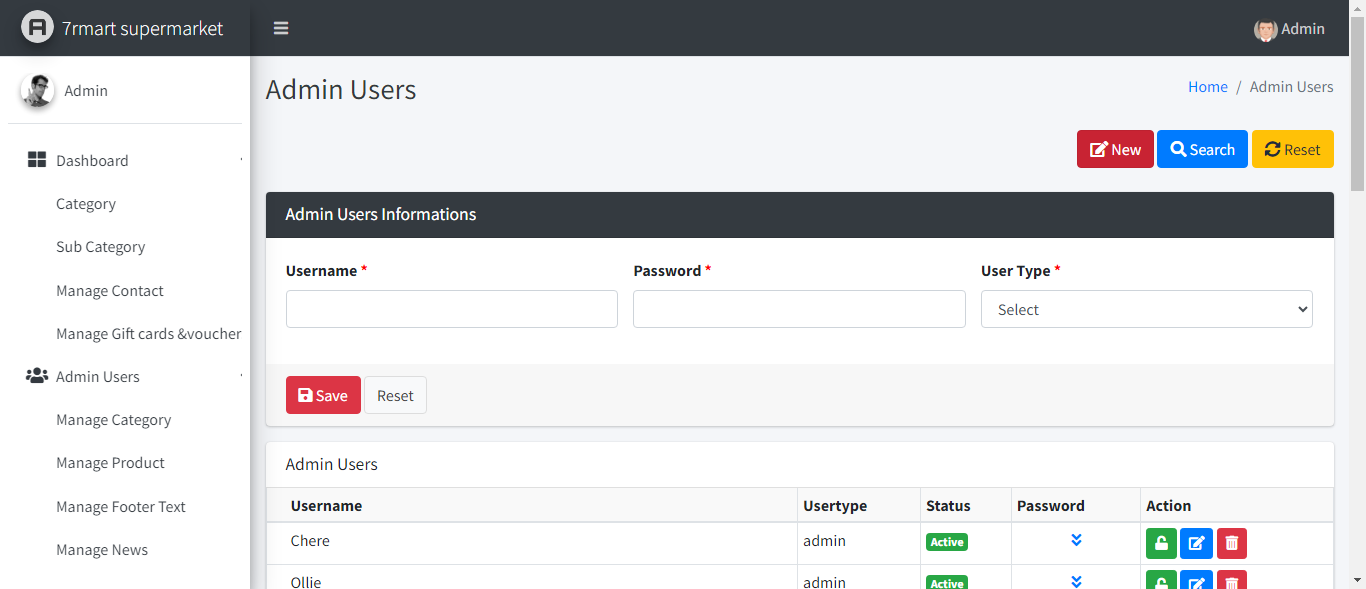 7rmart supermarket
Admin
Admin
Admin Users
Home / Admin Users
New Search Reset
Dashboard
Category
Sub Category
Manage Contact
Manage Gift cards &voucher
Admin Users
Manage Category
Manage Product
Manage Footer Text
Manage News
Admin Users Informations
Username * Password * User Type *
Select
Save Reset
Admin Users
Username Usertype Status Password Action
Chere admin Active
Ollie admin Active